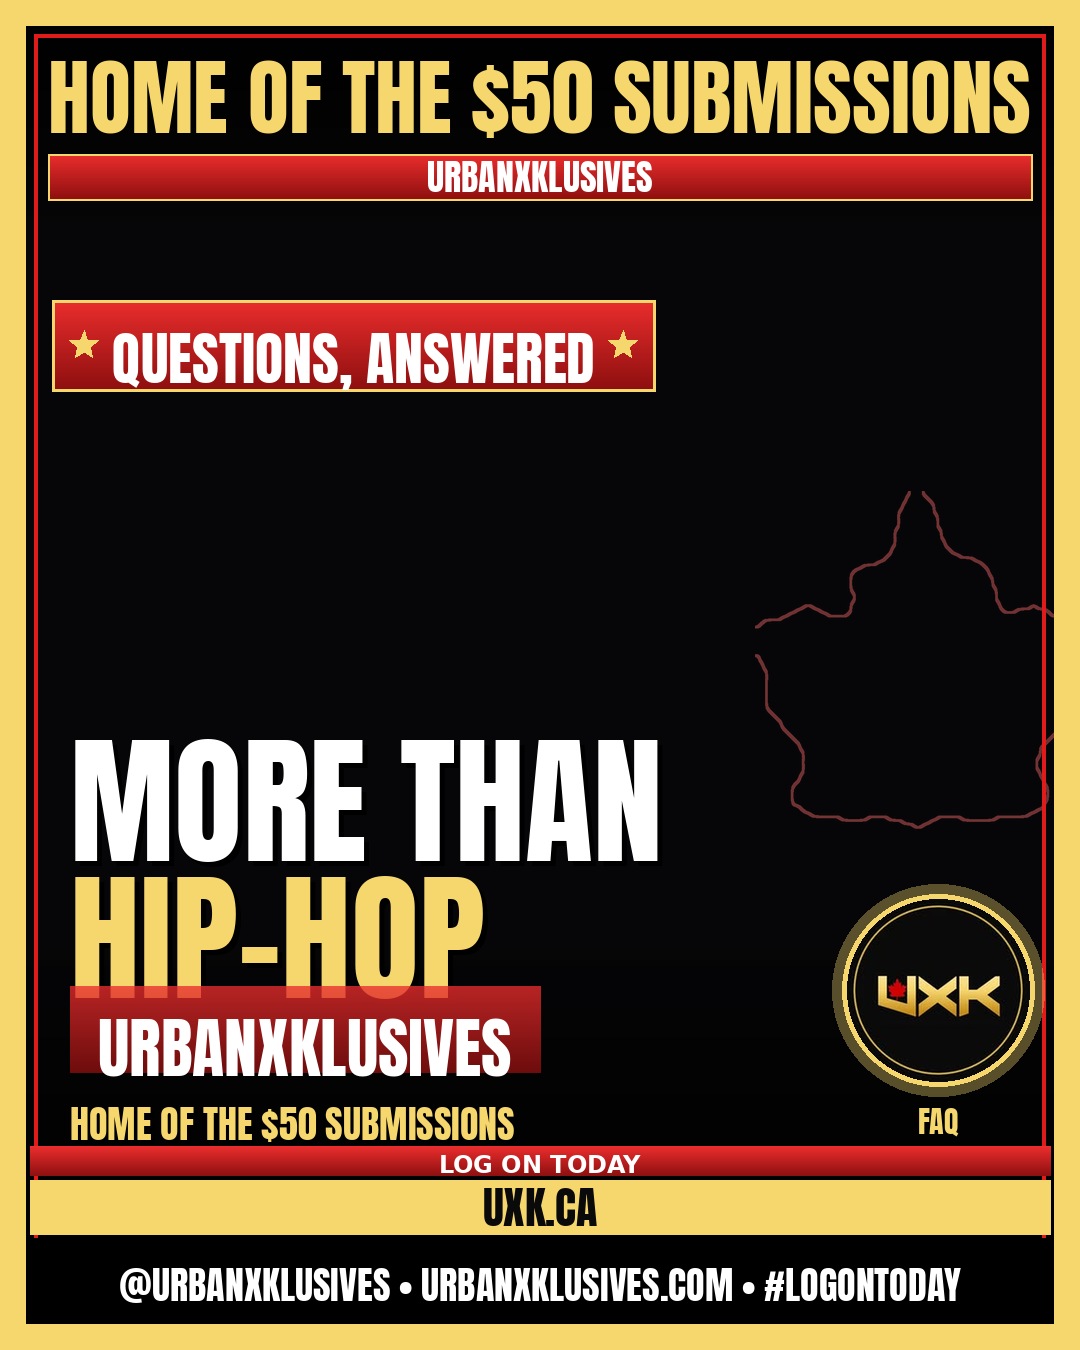 HOME OF THE $50 SUBMISSIONS
URBANXKLUSIVES
QUESTIONS, ANSWERED
MORE THAN
HIP-HOP
URBANXKLUSIVES
UXK
HOME OF THE $50 SUBMISSIONS
FAQ
LOG ON TODAY
UXK.CA
@URBANXKLUSIVES • URBANXKLUSIVES.COM • #LOGONTODAY